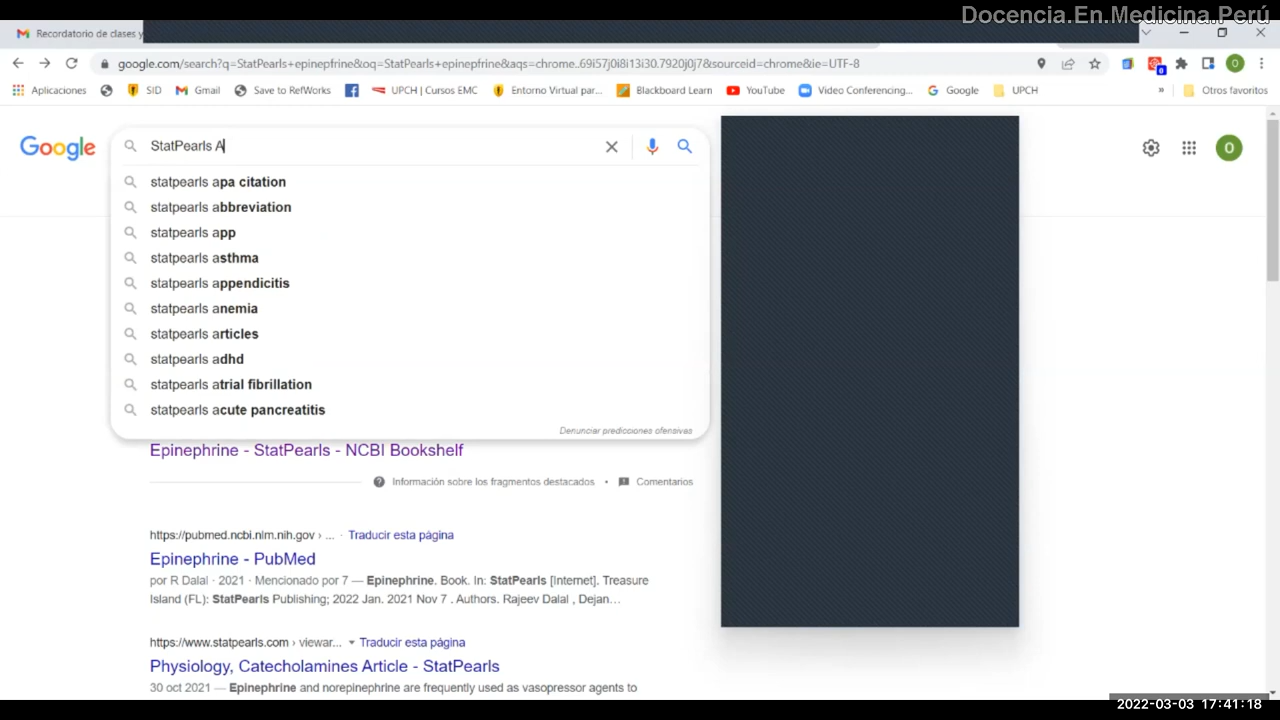 Docencia.En.Medicina.Perú
Recordatorio de clases y
google.com/search?q=StatPearls+epinepfrine&oq=StatPearls+epinepfrine&aqs=chrome..69i57j0i8i13i30.7920j0j7&sourceid=chrome&ie=UTF-8
0
O
Aplicaciones
SID
Gmail
Save to RefWorks
UPCH | Cursos EMC
Entorno Virtual par...
Blackboard Learn
YouTube
Video Conferencing...
Google
UPCH
»
Otros favoritos
Google
StatPearls A
O
statpearls apa citation
statpearls abbreviation
statpearls app
statpearls asthma
statpearls appendicitis
statpearls anemia
statpearls articles
statpearls adhd
statpearls atrial fibrillation
statpearls acute pancreatitis
Denunciar predicciones ofensivas
Epinephrine - StatPearls - NCBI Bookshelf
Información sobre los fragmentos destacados • Comentarios
https://pubmed.ncbi.nlm.nih.gov › ... · Traducir esta página
Epinephrine - PubMed
por R Dalal · 2021 · Mencionado por 7 — Epinephrine. Book. In: StatPearls [Internet]. Treasure
Island (FL): StatPearls Publishing; 2022 Jan. 2021 Nov 7 . Authors. Rajeev Dalal , Dejan...
https://www.statpearls.com › viewar... Traducir esta página
Physiology, Catecholamines Article - StatPearls
30 oct 2021 — Epinephrine and norepinephrine are frequently used as vasopressor agents to
2022-03-03 17:41:18